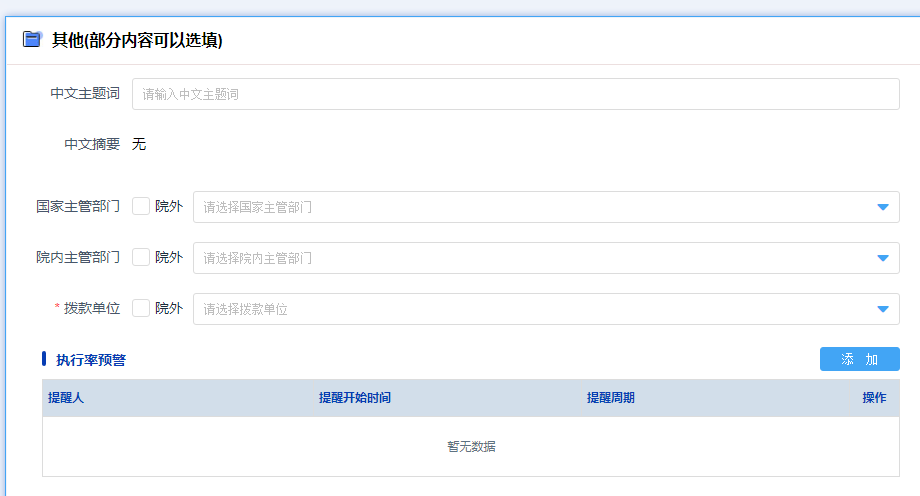 其他(部分内容可以选填)
中文主题词 请输入中文主题词
中文摘要 无
国家主管部门 院外 请选择国家主管部门
院内主管部门 院外 请选择院内主管部门
* 拨款单位 院外 请选择拨款单位
执行率预警 添 加
提醒人 提醒开始时间 提醒周期 操作
暂无数据